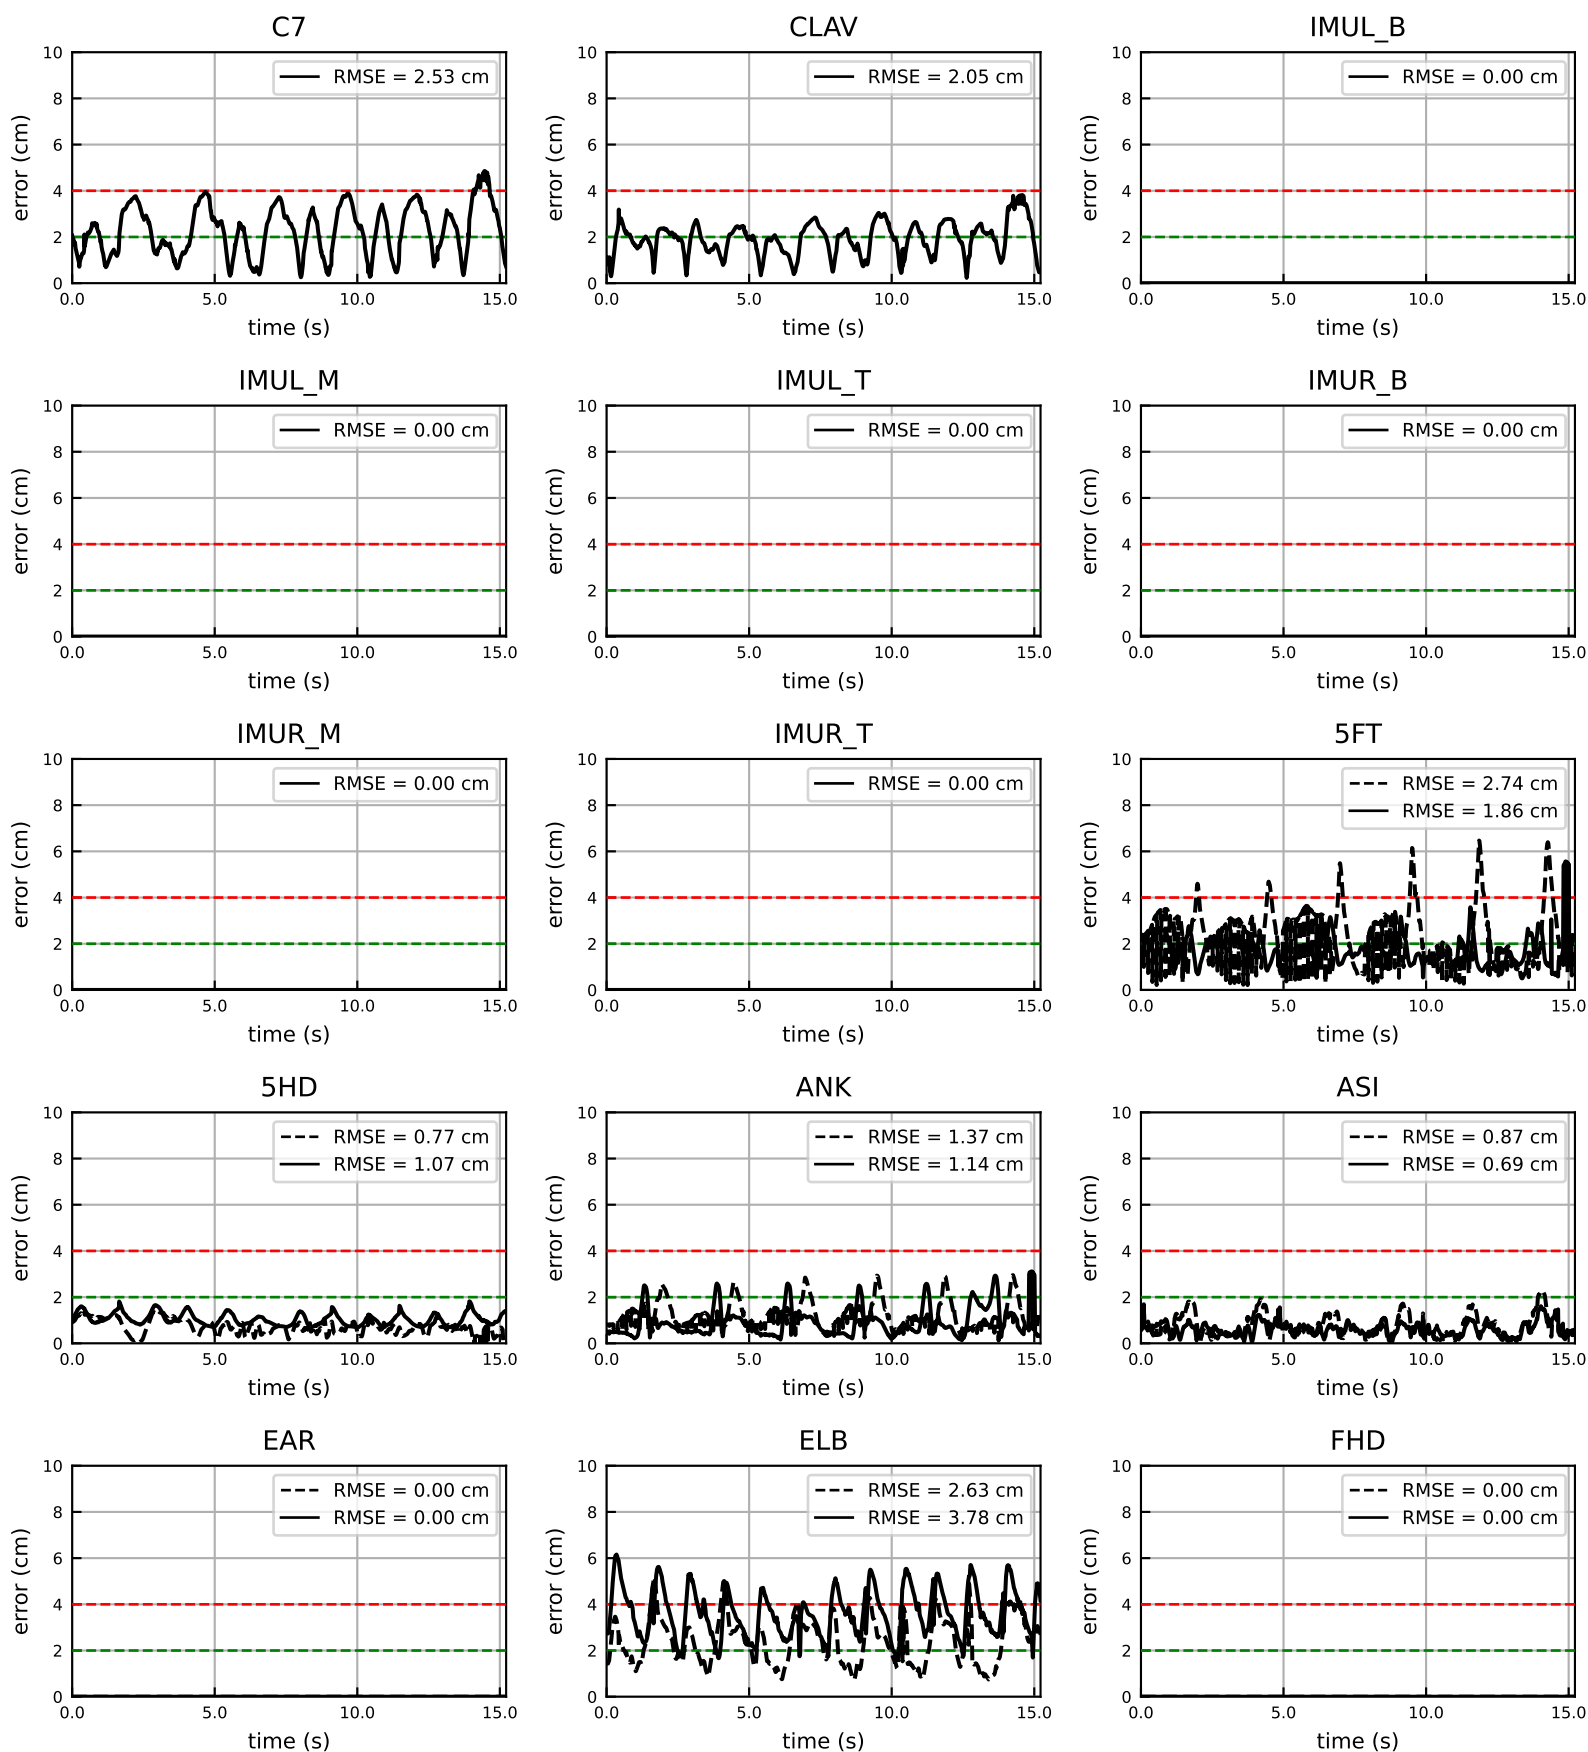 C7
RMSE = 2.53 cm
error (cm)
10
8
6
4
2
0
0.0 5.0 10.0 15.0
time (s)
CLAV
RMSE = 2.05 cm
error (cm)
10
8
6
4
2
0
0.0 5.0 10.0 15.0
time (s)
IMUL_B
RMSE = 0.00 cm
error (cm)
10
8
6
4
2
0
0.0 5.0 10.0 15.0
time (s)
IMUL_M
RMSE = 0.00 cm
error (cm)
10
8
6
4
2
0
0.0 5.0 10.0 15.0
time (s)
IMUL_T
RMSE = 0.00 cm
error (cm)
10
8
6
4
2
0
0.0 5.0 10.0 15.0
time (s)
IMUR_B
RMSE = 0.00 cm
error (cm)
10
8
6
4
2
0
0.0 5.0 10.0 15.0
time (s)
IMUR_M
RMSE = 0.00 cm
error (cm)
10
8
6
4
2
0
0.0 5.0 10.0 15.0
time (s)
IMUR_T
RMSE = 0.00 cm
error (cm)
10
8
6
4
2
0
0.0 5.0 10.0 15.0
time (s)
5FT
RMSE = 2.74 cm
RMSE = 1.86 cm
error (cm)
10
8
6
4
2
0
0.0 5.0 10.0 15.0
time (s)
5HD
RMSE = 0.77 cm
RMSE = 1.07 cm
error (cm)
10
8
6
4
2
0
0.0 5.0 10.0 15.0
time (s)
ANK
RMSE = 1.37 cm
RMSE = 1.14 cm
error (cm)
10
8
6
4
2
0
0.0 5.0 10.0 15.0
time (s)
ASI
RMSE = 0.87 cm
RMSE = 0.69 cm
error (cm)
10
8
6
4
2
0
0.0 5.0 10.0 15.0
time (s)
EAR
RMSE = 0.00 cm
RMSE = 0.00 cm
error (cm)
10
8
6
4
2
0
0.0 5.0 10.0 15.0
time (s)
ELB
RMSE = 2.63 cm
RMSE = 3.78 cm
error (cm)
10
8
6
4
2
0
0.0 5.0 10.0 15.0
time (s)
FHD
RMSE = 0.00 cm
RMSE = 0.00 cm
error (cm)
10
8
6
4
2
0
0.0 5.0 10.0 15.0
time (s)